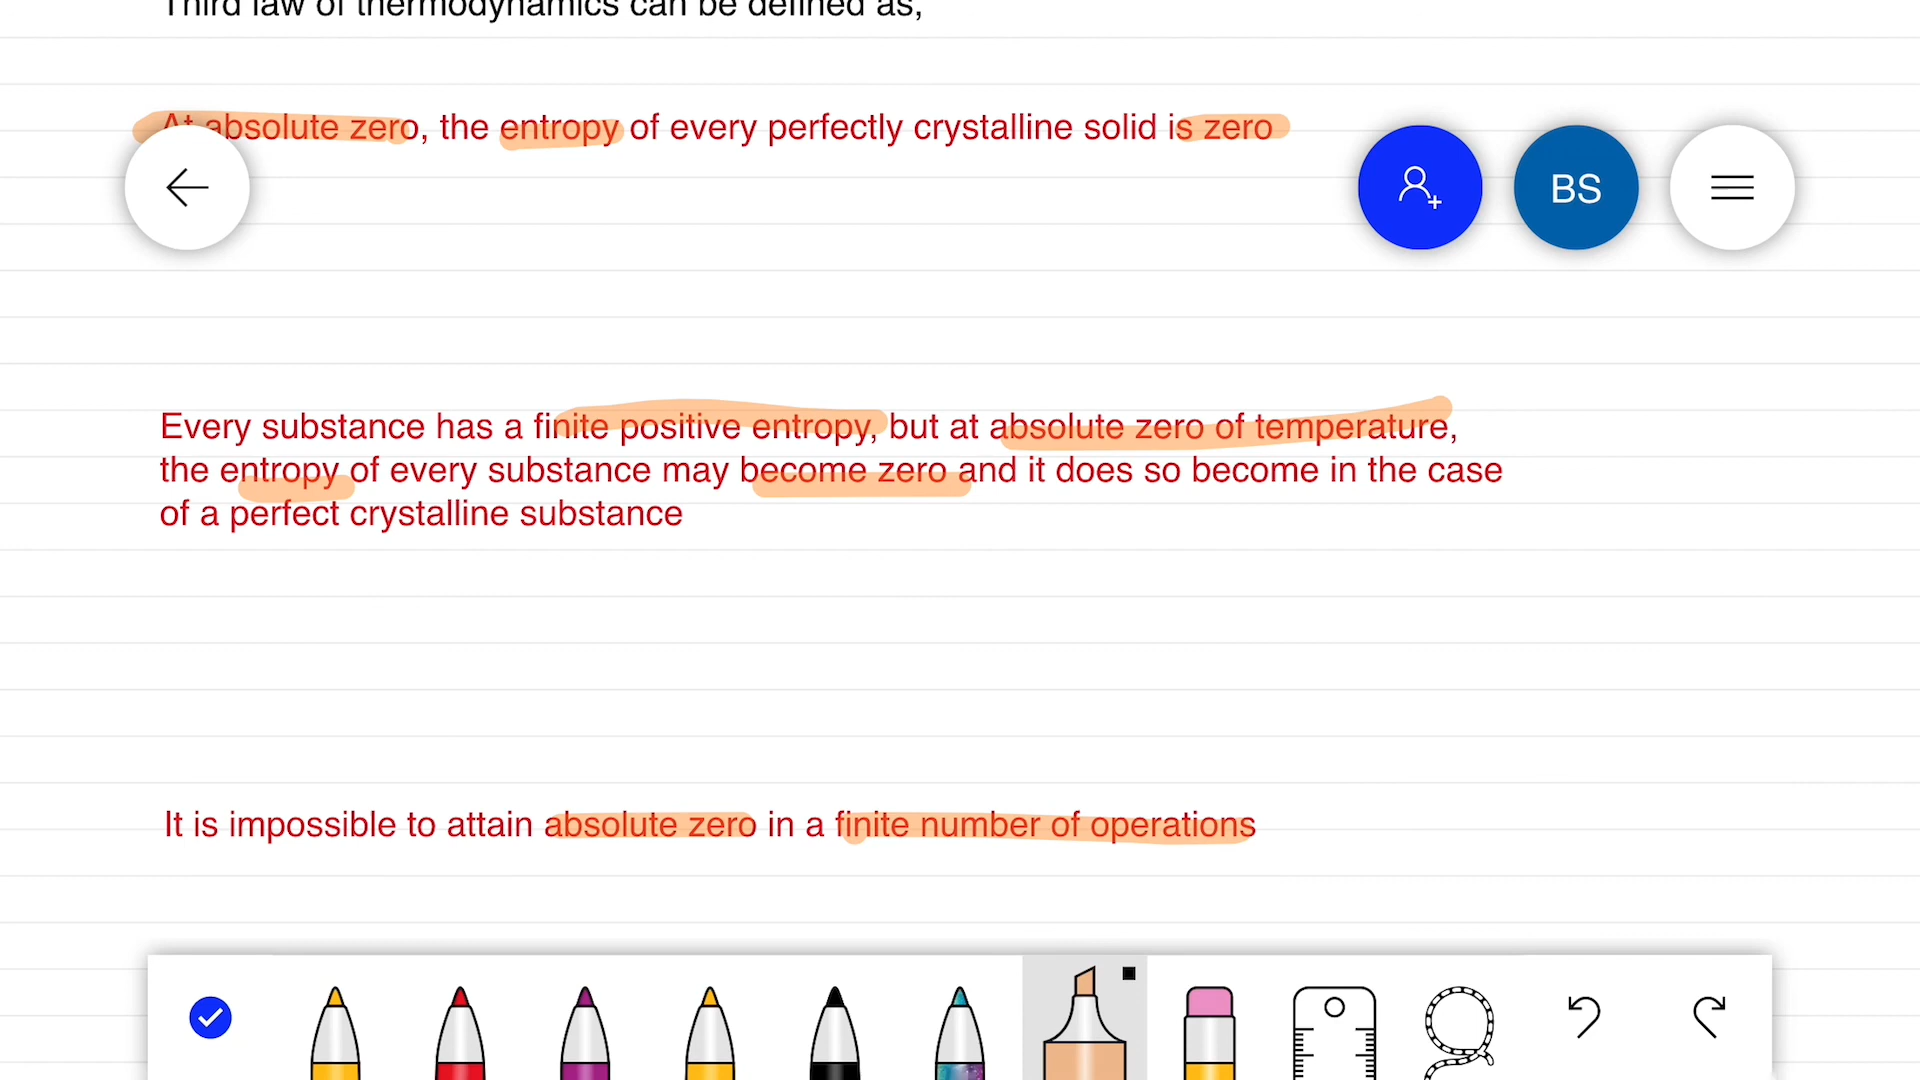 Third law of thermodynamics can be defined as,
At absolute zero, the entropy of every perfectly crystalline solid is zero
BS
Every substance has a finite positive entropy, but at absolute zero of temperature,
the entropy of every substance may become zero and it does so become in the case
of a perfect crystalline substance
It is impossible to attain absolute zero in a finite number of operations